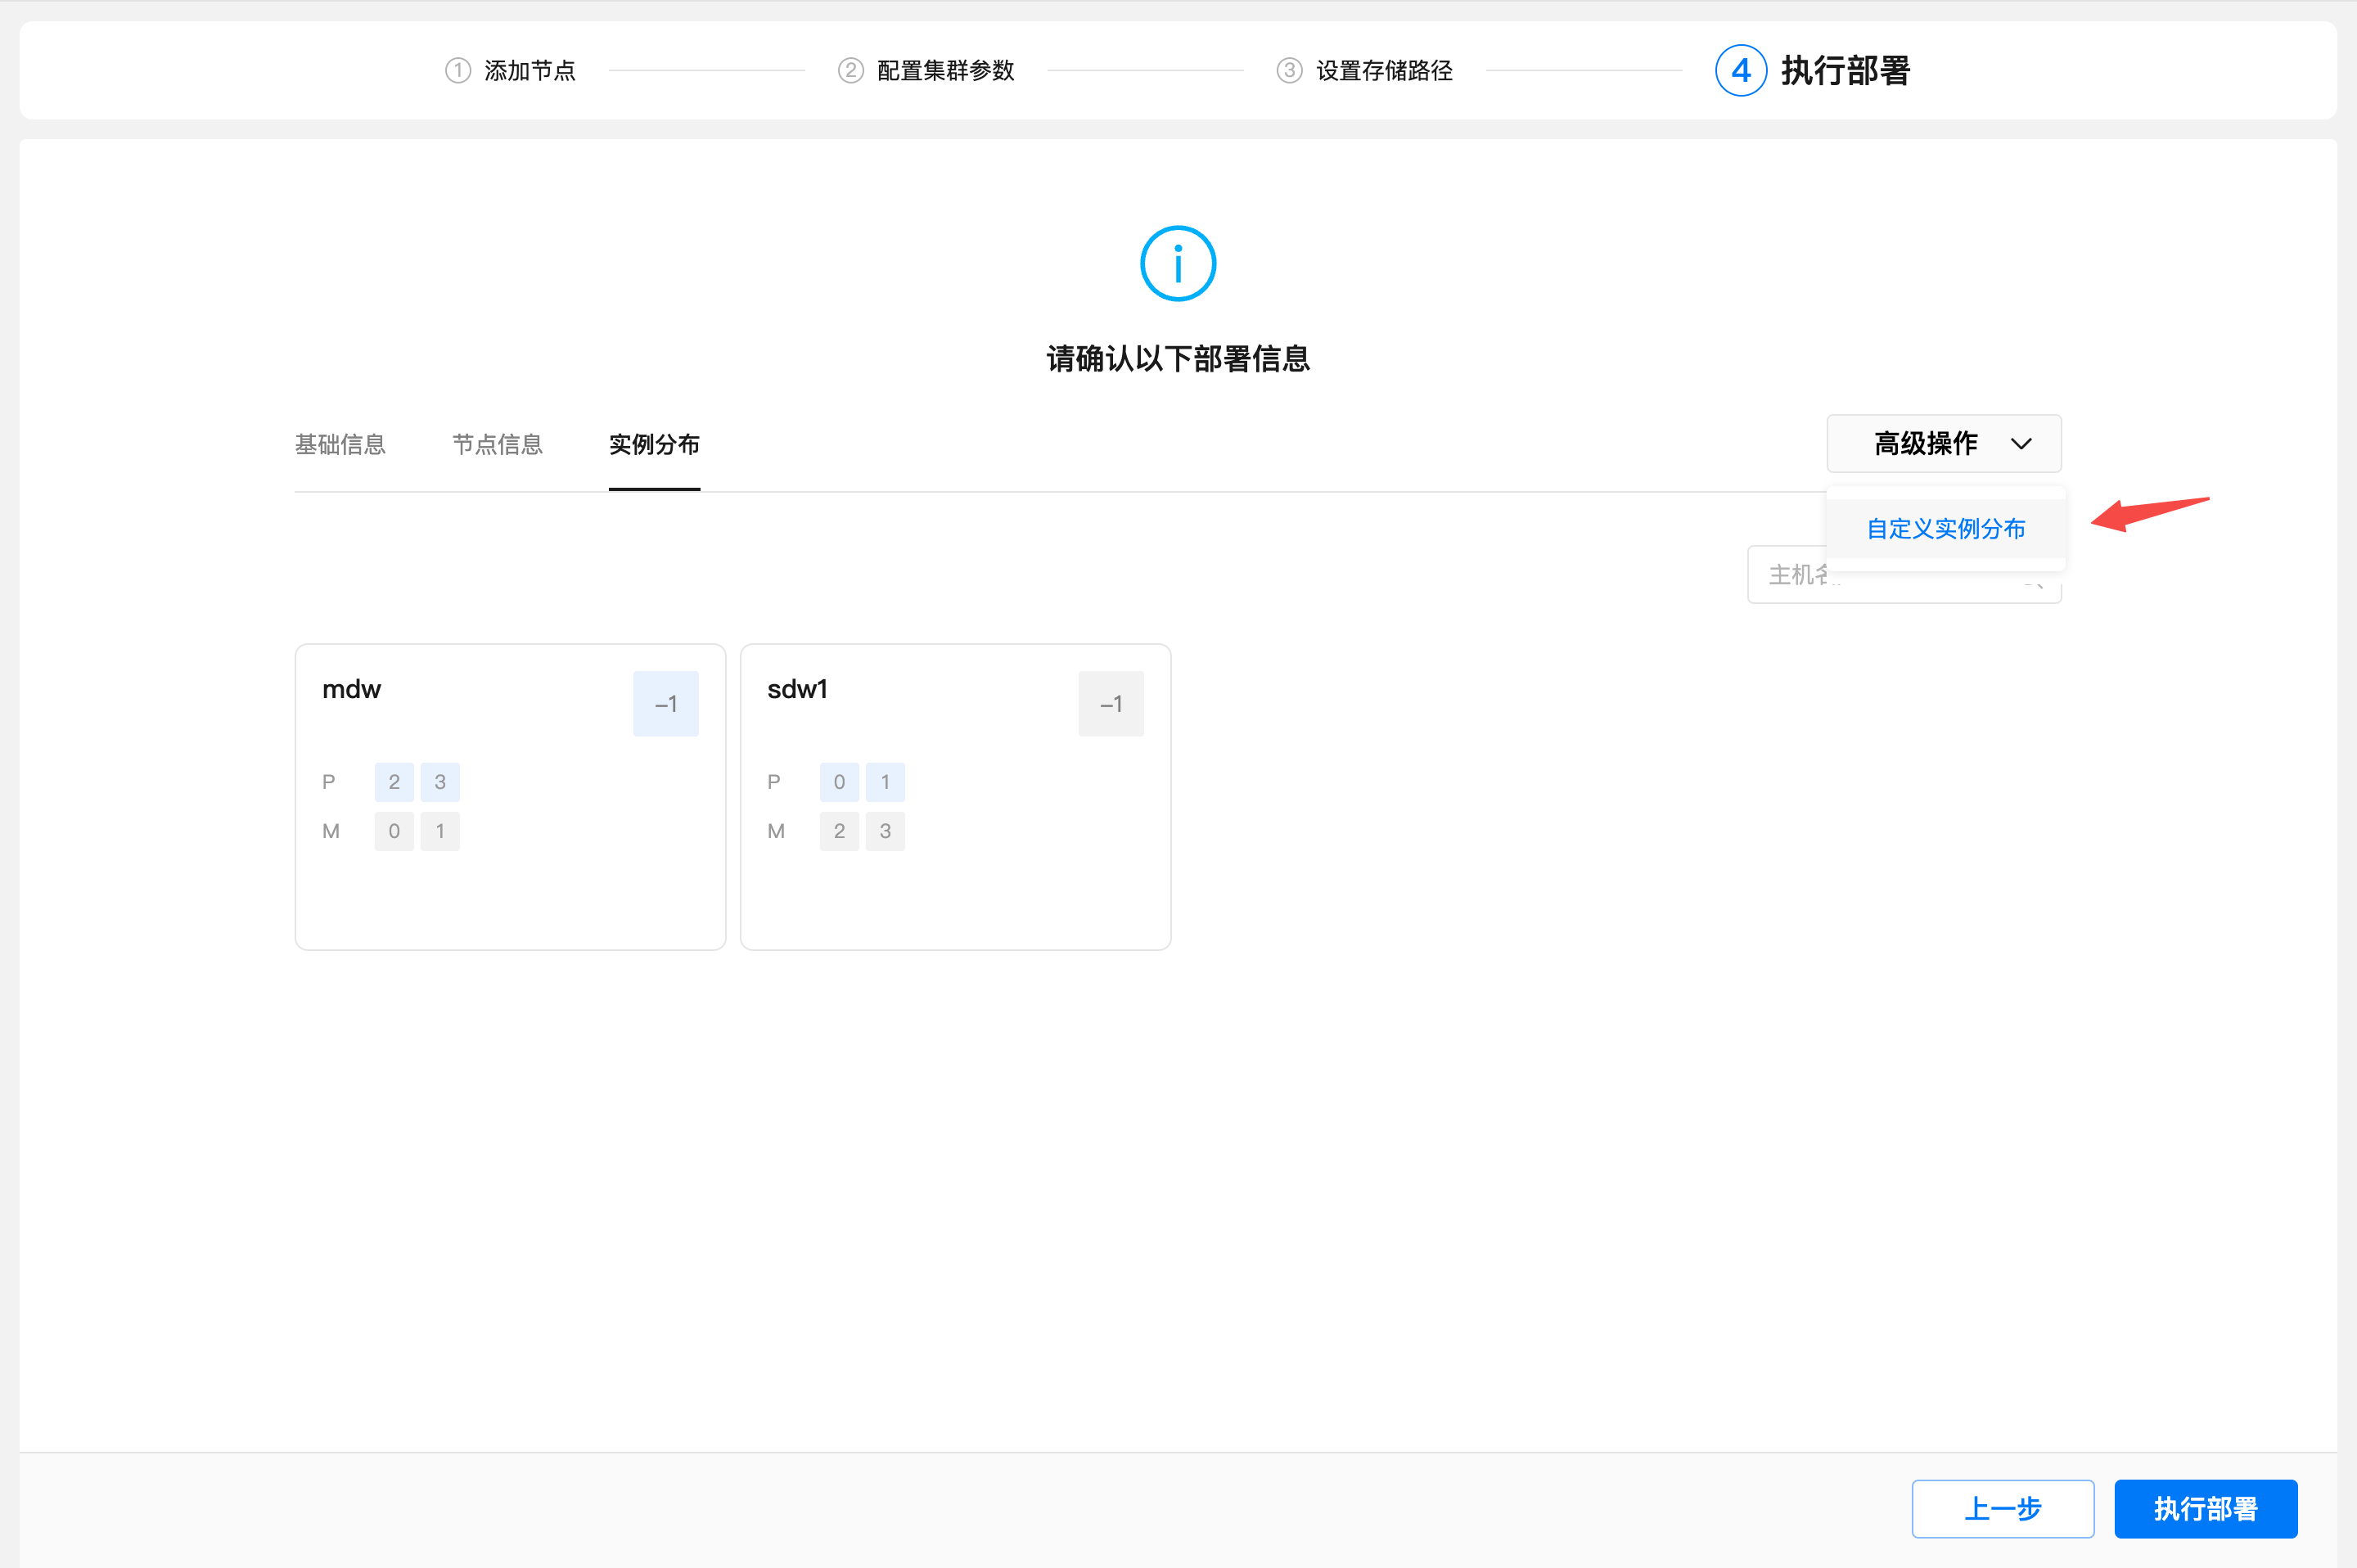 1 添加节点
2 配置集群参数
3 设置存储路径
4 执行部署
请确认以下部署信息
基础信息 节点信息 实例分布
高级操作
自定义实例分布
主机
mdw
–1
P 2 3
M 0 1
sdw1
–1
P 0 1
M 2 3
上一步 执行部署